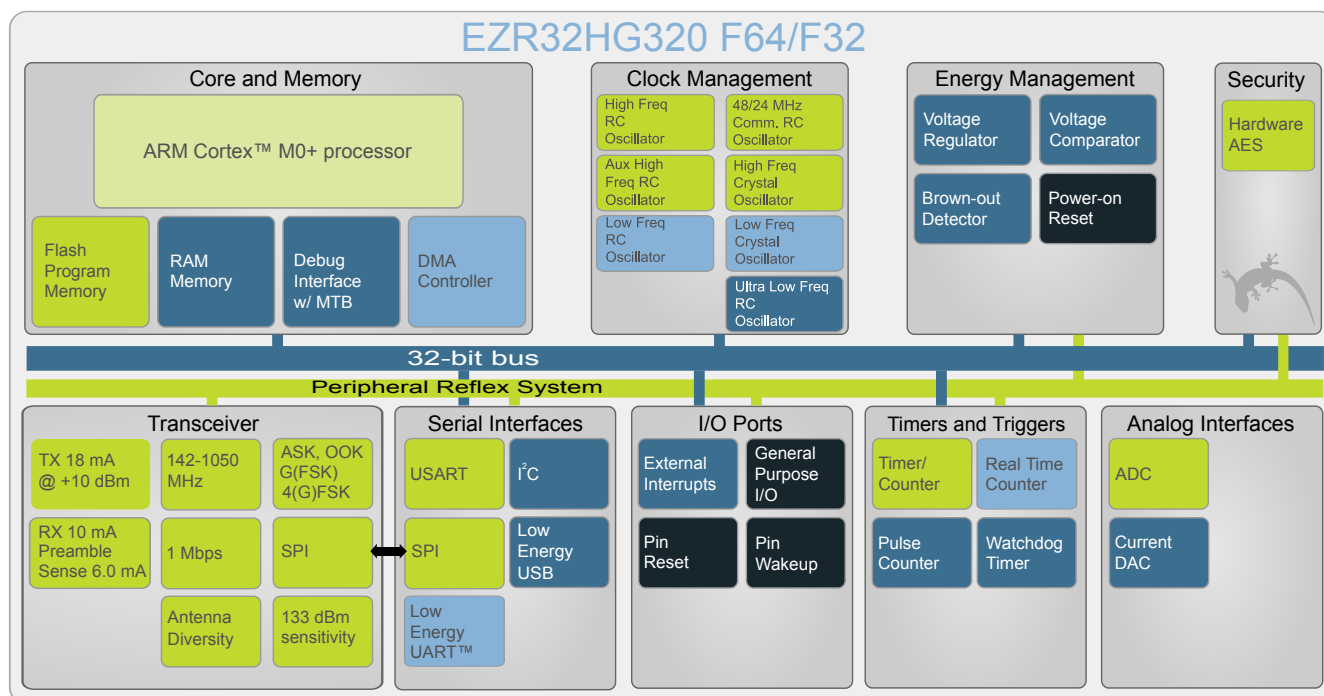 EZR32HG320 F64/F32
Core and Memory
ARM Cortex™ M0+ processor
Flash
Program
Memory
RAM
Memory
Debug
Interface
w/ MTB
DMA
Controller
Clock Management
High Freq
RC
Oscillator
48/24 MHz
Comm. RC
Oscillator
Aux High
Freq RC
Oscillator
High Freq
Crystal
Oscillator
Low Freq
RC
Oscillator
Low Freq
Crystal
Oscillator
Ultra Low Freq
RC
Oscillator
Energy Management
Voltage
Regulator
Voltage
Comparator
Brown-out
Detector
Power-on
Reset
Security
Hardware
AES
32-bit bus
Peripheral Reflex System
Transceiver
TX 18 mA
@ +10 dBm
142-1050
MHz
ASK, OOK
G(FSK)
4(G)FSK
RX 10 mA
Preamble
Sense 6.0 mA
1 Mbps
SPI
Antenna
Diversity
133 dBm
sensitivity
Serial Interfaces
USART
I²C
SPI
Low
Energy
USB
Low
Energy
UART™
I/O Ports
External
Interrupts
General
Purpose
I/O
Pin
Reset
Pin
Wakeup
Timers and Triggers
Timer/
Counter
Real Time
Counter
Pulse
Counter
Watchdog
Timer
Analog Interfaces
ADC
Current
DAC